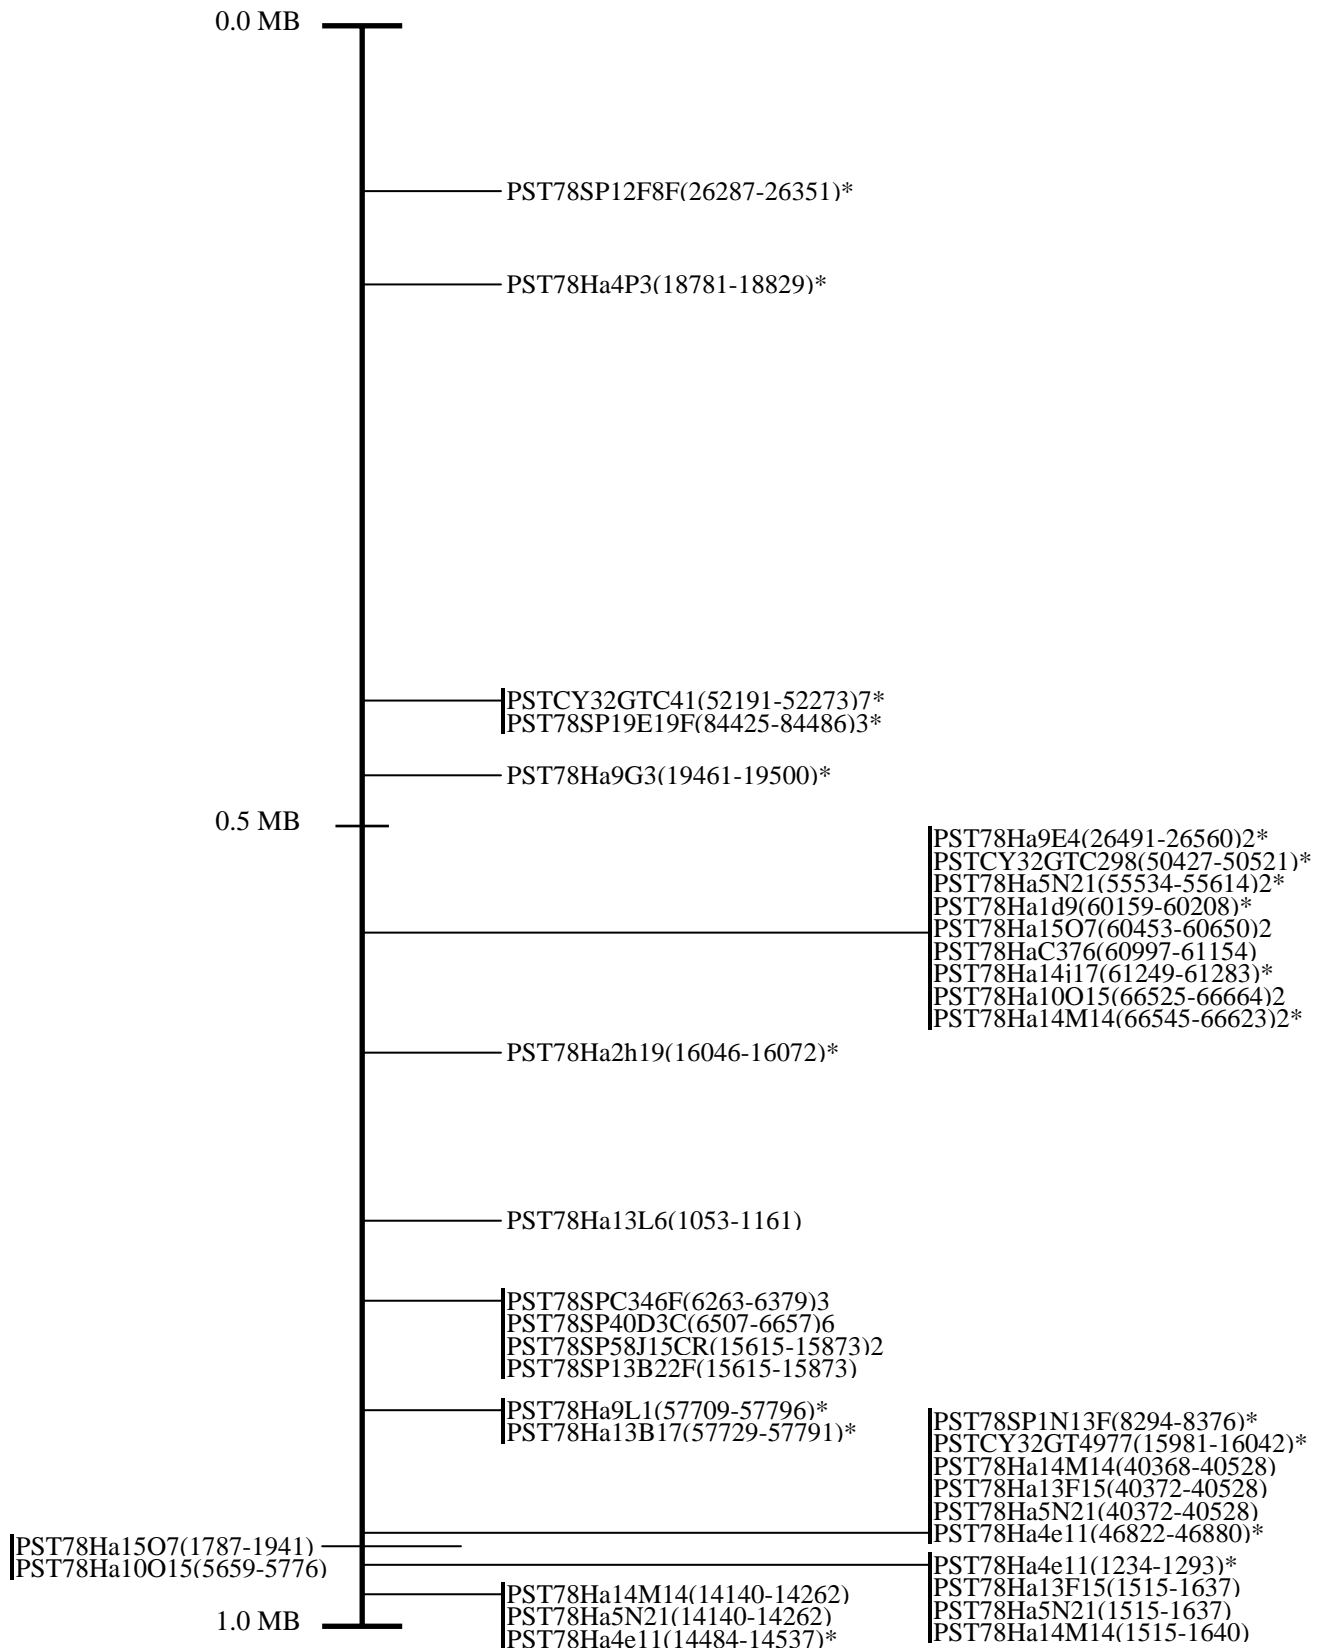 0.0 MB
PST78SP12F8F(26287-26351)*
PST78Ha4P3(18781-18829)*
PSTCY32GTC41(52191-52273)7*
PST78SP19E19F(84425-84486)3*
PST78Ha9G3(19461-19500)*
0.5 MB
PST78Ha9E4(26491-26560)2*
PSTCY32GTC298(50427-50521)*
PST78Ha5N21(55534-55614)2*
PST78Ha1d9(60159-60208)*
PST78Ha15O7(60453-60650)2
PST78HaC376(60997-61154)
PST78Ha14j17(61249-61283)*
PST78Ha10O15(66525-66664)2
PST78Ha14M14(66545-66623)2*
PST78Ha2h19(16046-16072)*
PST78Ha13L6(1053-1161)
PST78SPC346F(6263-6379)3
PST78SP40D3C(6507-6657)6
PST78SP58J15CR(15615-15873)2
PST78SP13B22F(15615-15873)
PST78Ha9L1(57709-57796)*
PST78Ha13B17(57729-57791)*
PST78SP1N13F(8294-8376)*
PSTCY32GT4977(15981-16042)*
PST78Ha14M14(40368-40528)
PST78Ha13F15(40372-40528)
PST78Ha5N21(40372-40528)
PST78Ha4e11(46822-46880)*
PST78Ha15O7(1787-1941)
PST78Ha10O15(5659-5776)
PST78Ha4e11(1234-1293)*
PST78Ha13F15(1515-1637)
PST78Ha5N21(1515-1637)
PST78Ha14M14(1515-1640)
PST78Ha14M14(14140-14262)
PST78Ha5N21(14140-14262)
PST78Ha4e11(14484-14537)*
1.0 MB